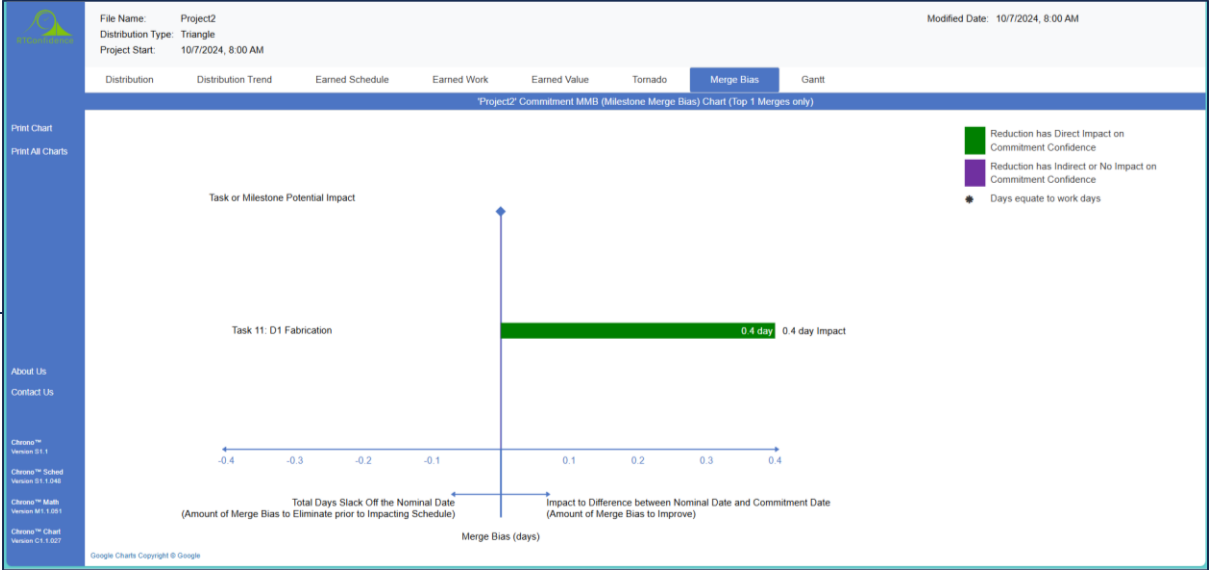 RTConfidence
File Name: Project2
Distribution Type: Triangle
Project Start: 10/7/2024, 8:00 AM
Modified Date: 10/7/2024, 8:00 AM
Distribution Distribution Trend Earned Schedule Earned Work Earned Value Tornado Merge Bias Gantt
'Project2' Commitment MMB (Milestone Merge Bias) Chart (Top 1 Merges only)
Print Chart
Print All Charts
Reduction has Direct Impact on
Commitment Confidence
Reduction has Indirect or No Impact on
Commitment Confidence
Days equate to work days
Task or Milestone Potential Impact
Task 11: D1 Fabrication
0.4 day 0.4 day Impact
About Us
Contact Us
-0.4 -0.3 -0.2 -0.1 0.1 0.2 0.3 0.4
Total Days Slack Off the Nominal Date
(Amount of Merge Bias to Eliminate prior to Impacting Schedule)
Impact to Difference between Nominal Date and Commitment Date
(Amount of Merge Bias to Improve)
Merge Bias (days)
Chrono™
Version S1.1
Chrono™ Sched
Version S1.1.048
Chrono™ Math
Version M1.1.051
Chrono™ Chart
Version C1.1.027
Google Charts Copyright © Google